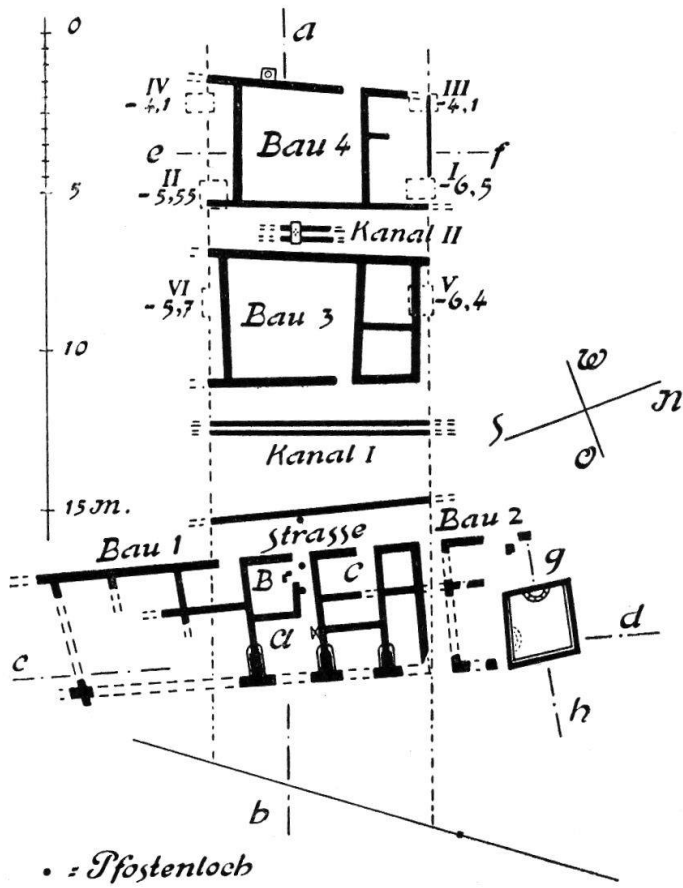 0
a
IV
-4,1
III
-4,1
Bau 4
e
f
II
-5,55
I
-6,5
5
Kanal II
VI
-5,7
V
-6,4
Bau 3
10
W
N
S
O
Kanal I
15 m.
Strasse
Bau 1
Bau 2
B
r
C
g
a
d
c
h
b
• = Pfostenloch